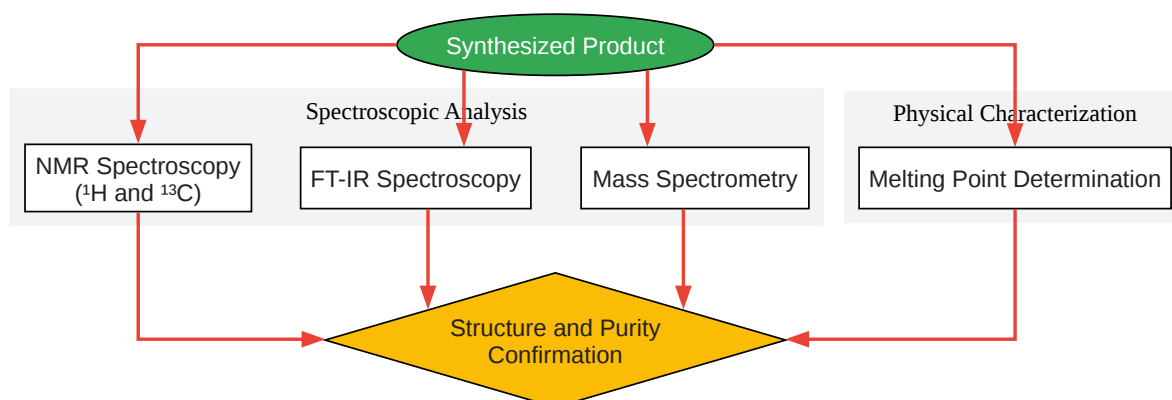 Synthesized Product
Spectroscopic Analysis
Physical Characterization
NMR Spectroscopy
(¹H and ¹³C)
FT-IR Spectroscopy
Mass Spectrometry
Melting Point Determination
Structure and Purity
Confirmation